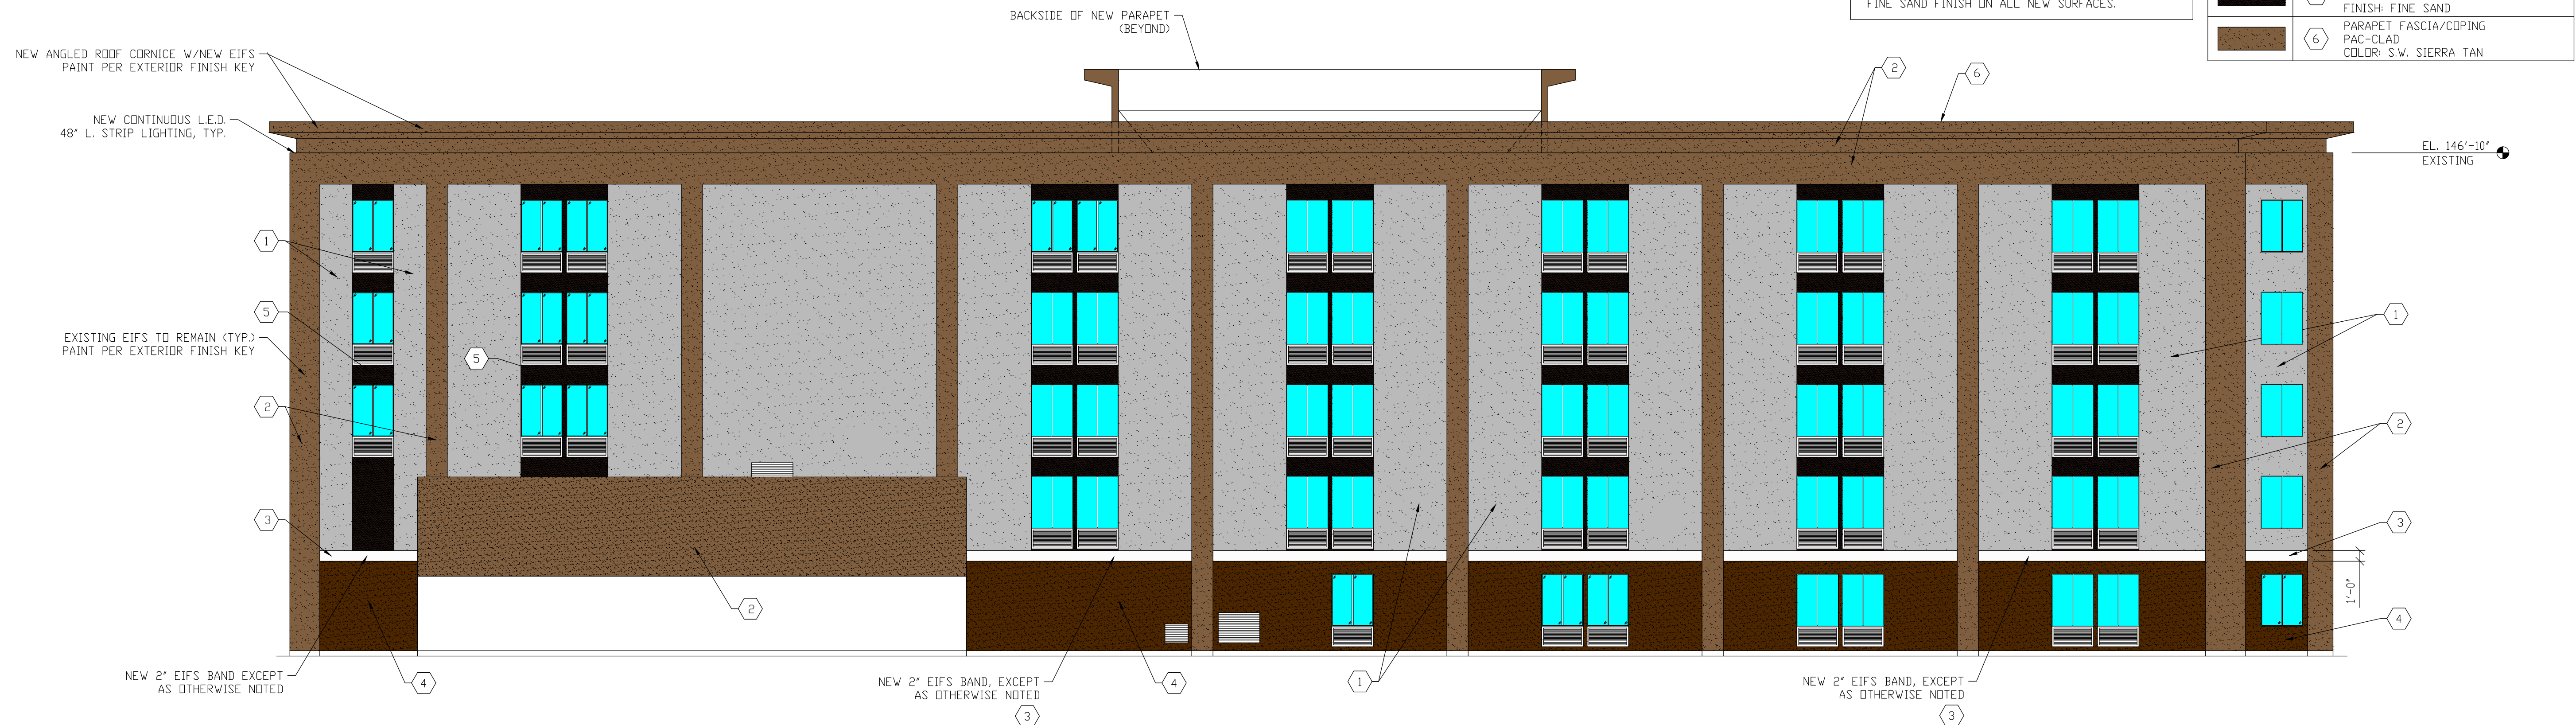 BACKSIDE OF NEW PARAPET
(BEYOND)
FINE SAND FINISH ON ALL NEW SURFACES.
FINISH: FINE SAND
6
PARAPET FASCIA/COPING
PAC-CLAD
COLOR: S.W. SIERRA TAN
NEW ANGLED ROOF CORNICE W/NEW EIFS
PAINT PER EXTERIOR FINISH KEY
2
6
NEW CONTINUOUS L.E.D.
48" L. STRIP LIGHTING, TYP.
EL. 146'-10"
EXISTING
1
5
EXISTING EIFS TO REMAIN (TYP.)
PAINT PER EXTERIOR FINISH KEY
5
1
2
2
3
3
1'-0"
2
4
NEW 2" EIFS BAND EXCEPT
AS OTHERWISE NOTED
4
NEW 2" EIFS BAND, EXCEPT
AS OTHERWISE NOTED
3
4
1
NEW 2" EIFS BAND, EXCEPT
AS OTHERWISE NOTED
3